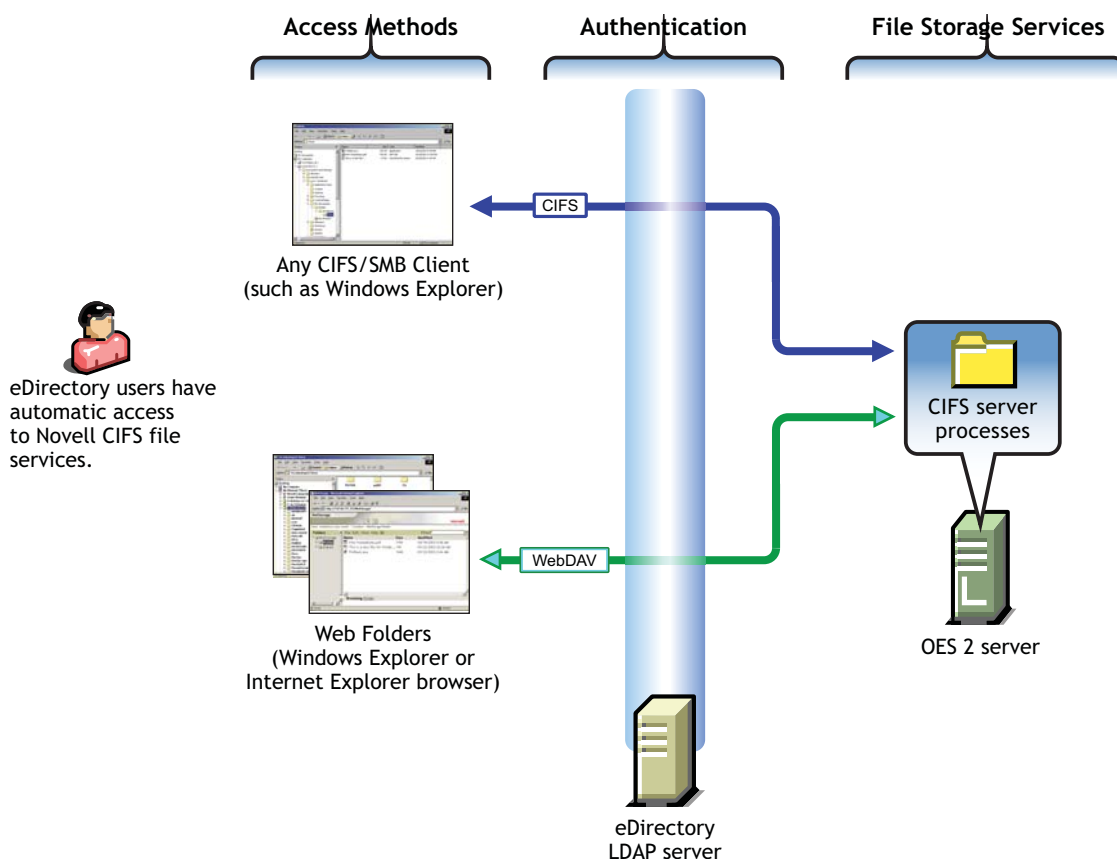 Access Methods
Authentication
File Storage Services
CIFS
Any CIFS/SMB Client
(such as Windows Explorer)
eDirectory users have
automatic access
to Novell CIFS file
services.
CIFS server
processes
WebDAV
Web Folders
(Windows Explorer or
Internet Explorer browser)
OES 2 server
eDirectory
LDAP server